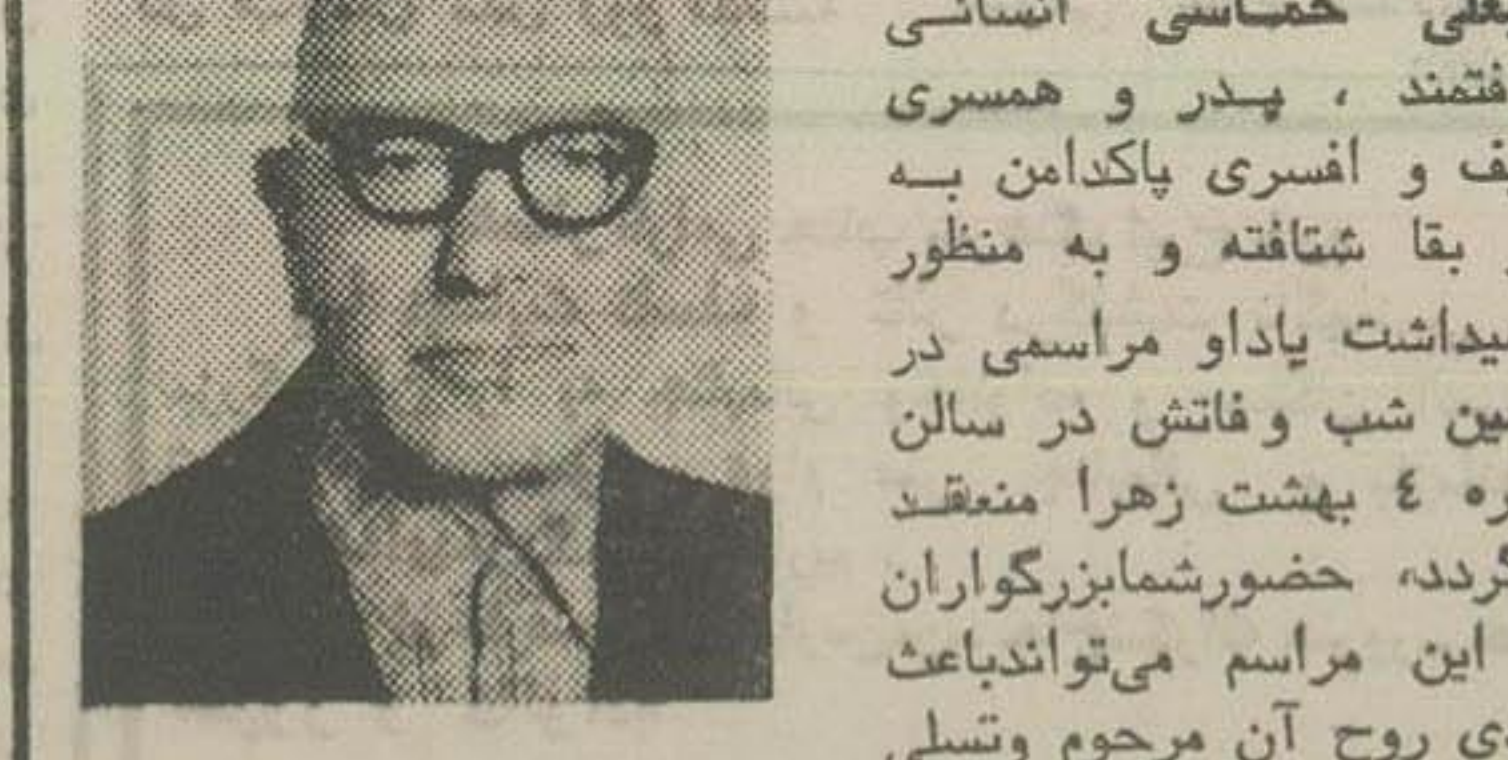 حماسی انسانی
، پدر و همسری
و افسری پاکدامن به
بقا شتافته و به منظور
یاداو مراسمی در
شب وفاتش در سالن
٤ بهشت زهرا منعقد
حضورشمابزرگواران
این مراسم می‌تواندباعث
روح آن مرحوم وتسلی